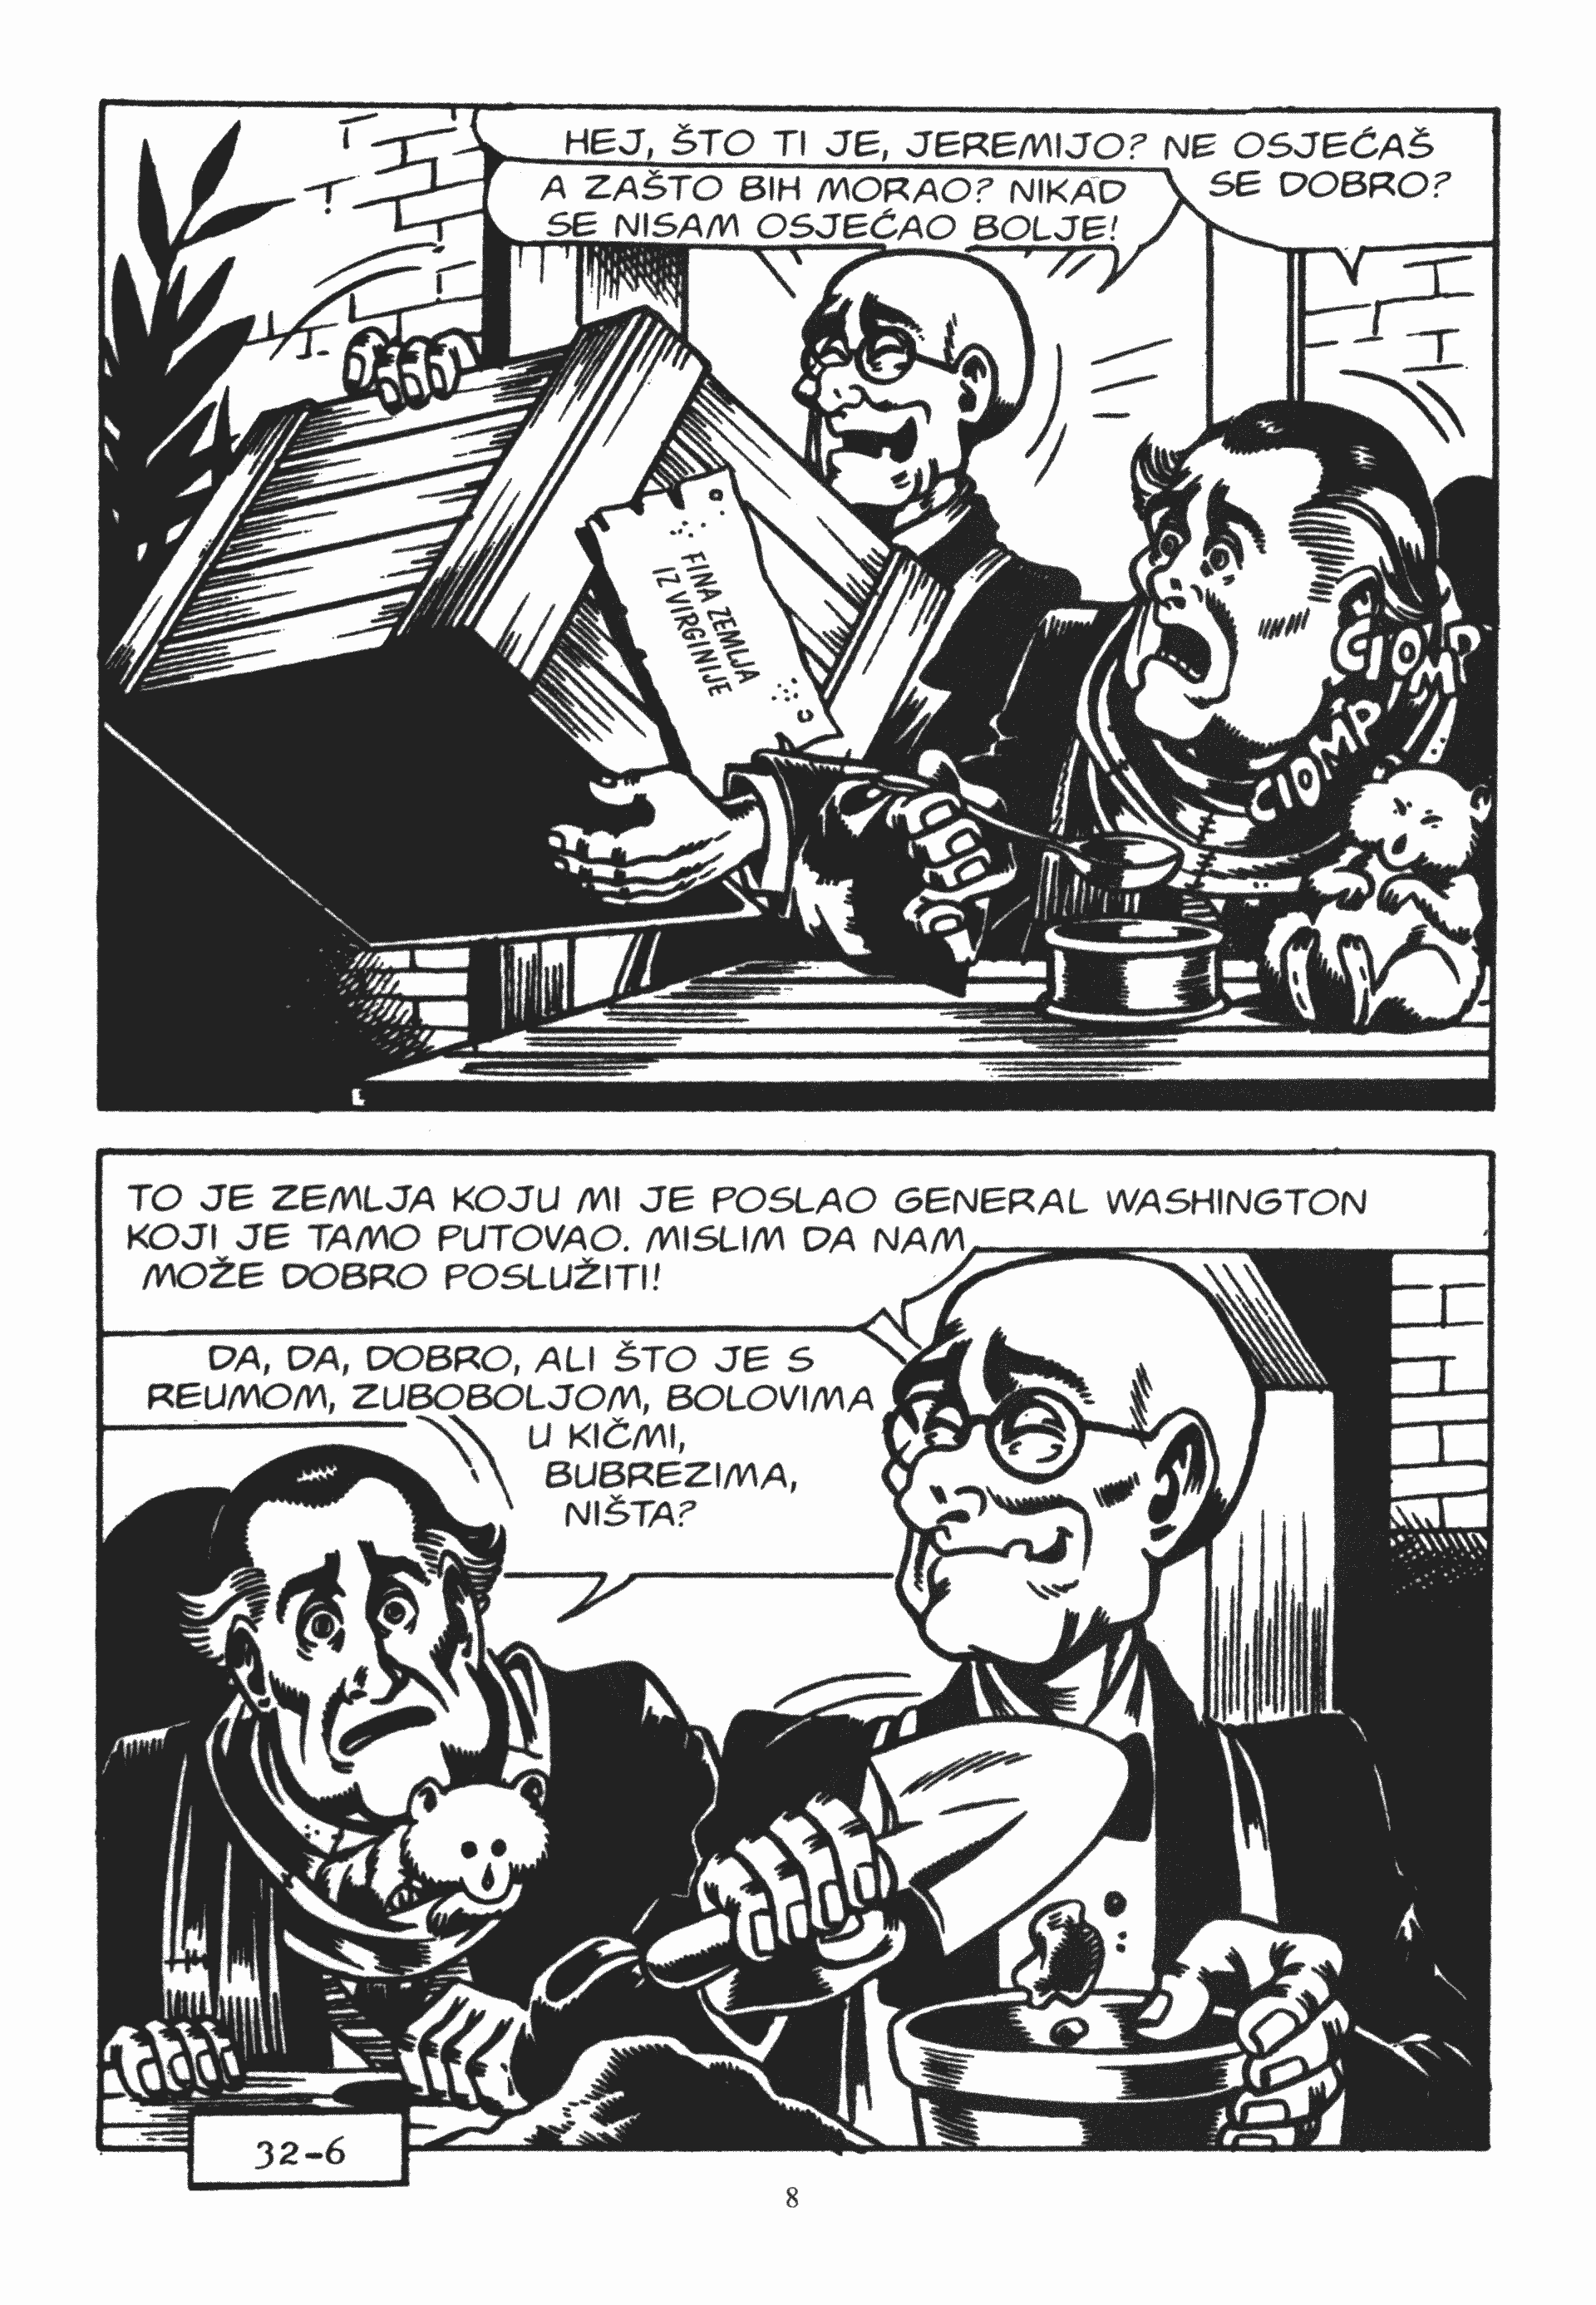 HEJ, ŠTO TI JE, JEREMIJO? NE OSJEĆAŠ
SE DOBRO?
A ZAŠTO BIH MORAO? NIKAD
SE NISAM OSJEĆAO BOLJE!
FINA ZEMLJA
IZ VIRGINIJE
CIOMP
CIOMP
TO JE ZEMLJA KOJU MI JE POSLAO GENERAL WASHINGTON
KOJI JE TAMO PUTOVAO. MISLIM DA NAM
MOŽE DOBRO POSLUŽITI!
DA, DA, DOBRO, ALI ŠTO JE S
REUMOM, ZUBOBOLJOM, BOLOVIMA
U KIČMI,
BUBREZIMA,
NIŠTA?
32-6
8